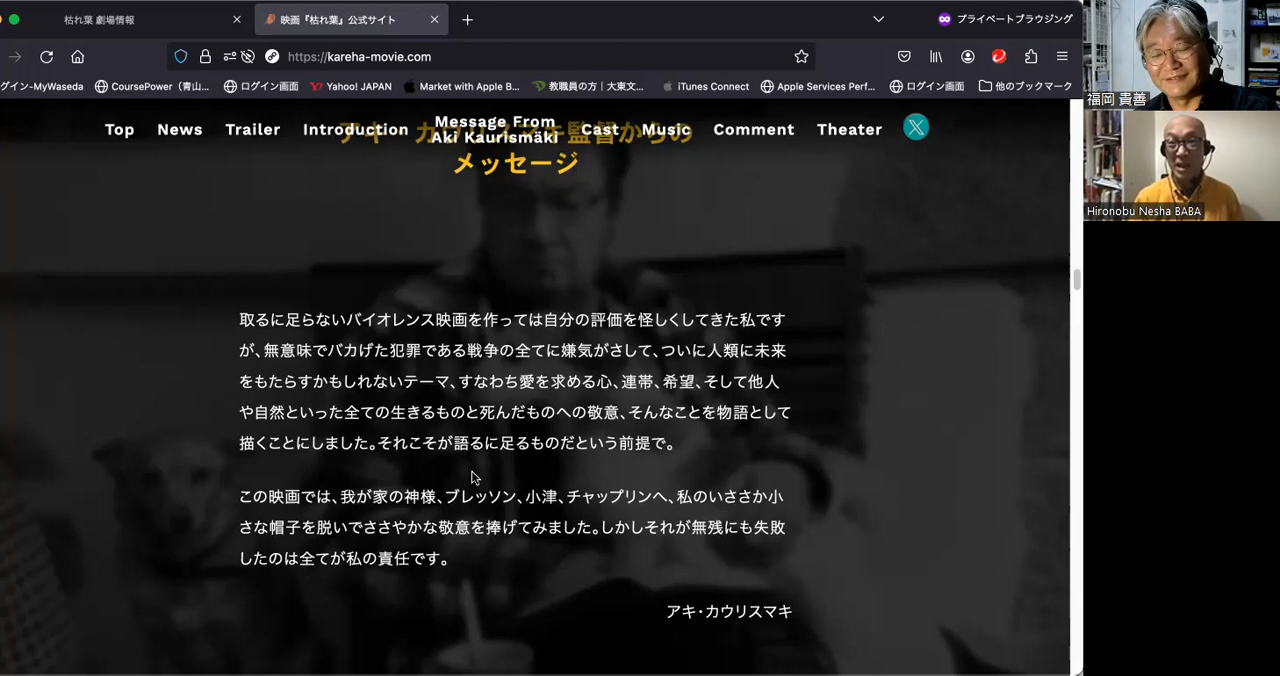 枯れ葉 劇場情報
映画『枯れ葉』公式サイト
プライベートブラウジング
https://kareha-movie.com
グイン-MyWaseda
CoursePower（青山...
ログイン画面
Yahoo! JAPAN
Market with Apple B...
教職員の方｜大東文...
iTunes Connect
Apple Services Perf...
ログイン画面
他のブックマーク
Top
News
Trailer
Introduction
Message From
Aki Kaurismäki
Cast
Music
Comment
Theater
アキ・カウリスマキ監督からの
メッセージ
取るに足らないバイオレンス映画を作っては自分の評価を怪しくしてきた私です
が、無意味でバカげた犯罪である戦争の全てに嫌気がさして、ついに人類に未来
をもたらすかもしれないテーマ、すなわち愛を求める心、連帯、希望、そして他人
や自然といった全ての生きるものと死んだものへの敬意、そんなことを物語として
描くことにしました。それこそが語るに足るものだという前提で。
この映画では、我が家の神様、ブレッソン、小津、チャップリンへ、私のいささか小
さな帽子を脱いでささやかな敬意を捧げてみました。しかしそれが無残にも失敗
したのは全てが私の責任です。
アキ・カウリスマキ
福岡 貴善
Hironobu Nesha BABA